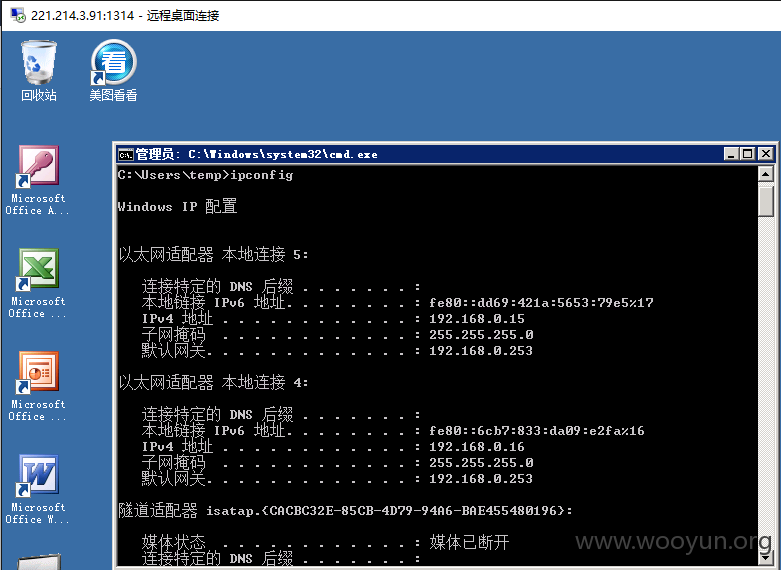 221.214.3.91:1314 - 远程桌面连接
回收站
美图看看
看
Microsoft
Office A...
Microsoft
Office ...
Microsoft
Office ...
Microsoft
Office W...
管理员: C:\Windows\system32\cmd.exe
C:\Users\temp>ipconfig
Windows IP 配置
以太网适配器 本地连接 5:
连接特定的 DNS 后缀 . . . . . . . :
本地链接 IPv6 地址. . . . . . . . : fe80::dd69:421a:5653:79e5%17
IPv4 地址 . . . . . . . . . . . . : 192.168.0.15
子网掩码 . . . . . . . . . . . . : 255.255.255.0
默认网关. . . . . . . . . . . . . : 192.168.0.253
以太网适配器 本地连接 4:
连接特定的 DNS 后缀 . . . . . . . :
本地链接 IPv6 地址. . . . . . . . : fe80::6cb7:833:da09:e2fa%16
IPv4 地址 . . . . . . . . . . . . : 192.168.0.16
子网掩码 . . . . . . . . . . . . : 255.255.255.0
默认网关. . . . . . . . . . . . . : 192.168.0.253
隧道适配器 isatap.{CACBC32E-85CB-4D79-94A6-BAE455480196}:
媒体状态 . . . . . . . . . . . . : 媒体已断开
连接特定的 DNS 后缀 . . . . . . . :
www.wooyun.org